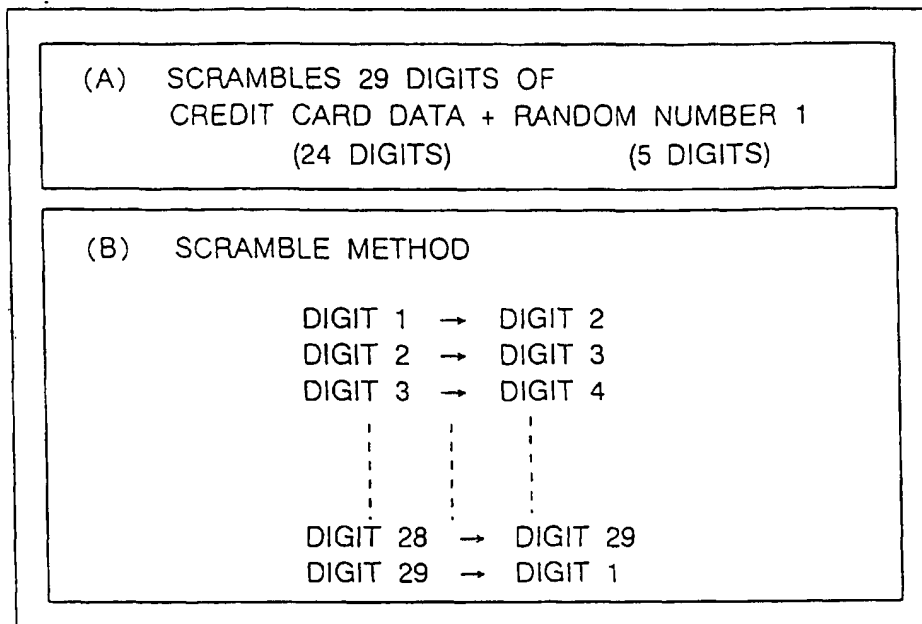 (A) SCRAMBLES 29 DIGITS OF
CREDIT CARD DATA + RANDOM NUMBER 1
(24 DIGITS) (5 DIGITS)
(B) SCRAMBLE METHOD
DIGIT 1 → DIGIT 2
DIGIT 2 → DIGIT 3
DIGIT 3 → DIGIT 4
DIGIT 28 → DIGIT 29
DIGIT 29 → DIGIT 1